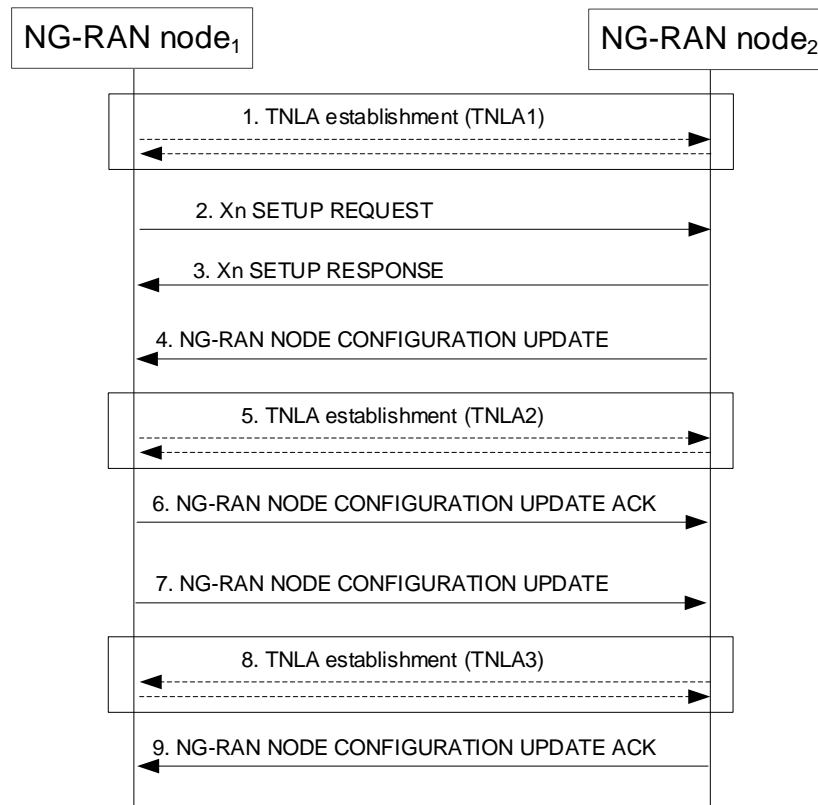 NG-RAN node₁
NG-RAN node₂
1. TNLA establishment (TNLA1)
2. Xn SETUP REQUEST
3. Xn SETUP RESPONSE
4. NG-RAN NODE CONFIGURATION UPDATE
5. TNLA establishment (TNLA2)
6. NG-RAN NODE CONFIGURATION UPDATE ACK
7. NG-RAN NODE CONFIGURATION UPDATE
8. TNLA establishment (TNLA3)
9. NG-RAN NODE CONFIGURATION UPDATE ACK